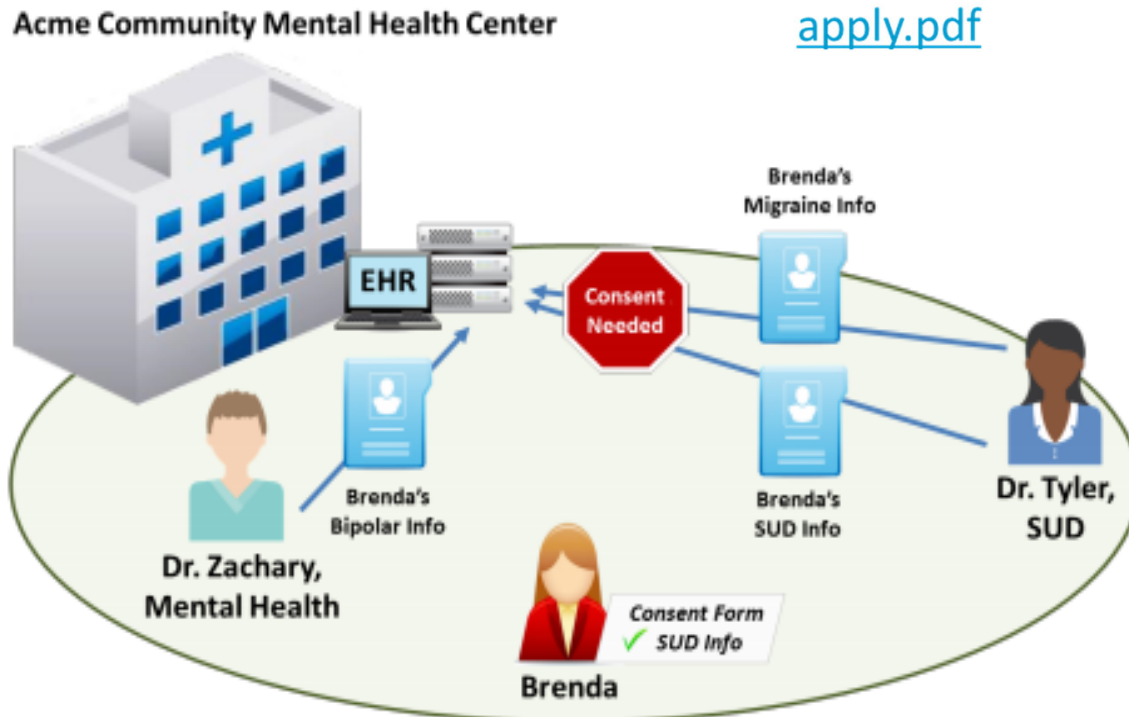 Acme Community Mental Health Center
apply.pdf
Brenda's
Migraine Info
EHR
Consent
Needed
Brenda's
Bipolar Info
Brenda's
SUD Info
Dr. Tyler,
SUD
Dr. Zachary,
Mental Health
Consent Form
✓ SUD Info
Brenda